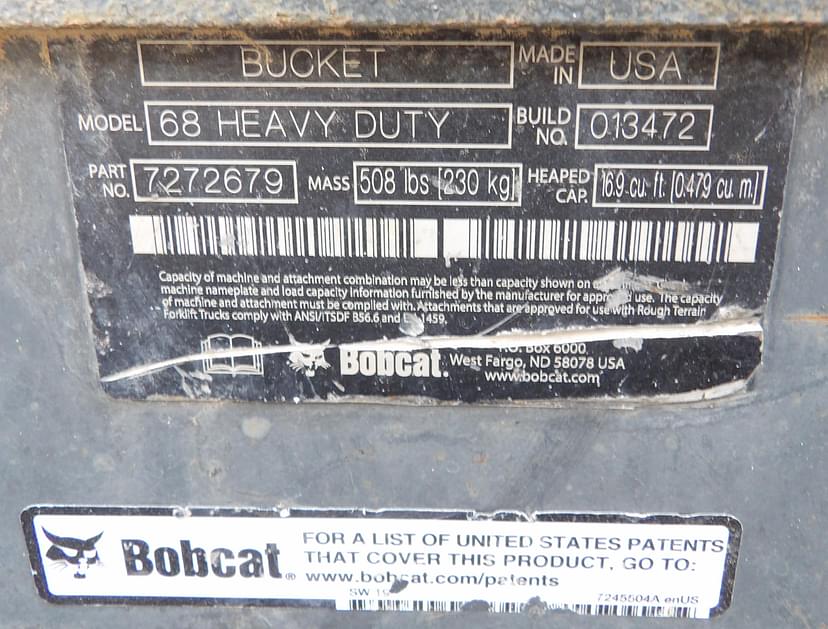 BUCKET MADE IN USA
MODEL 68 HEAVY DUTY BUILD NO. 013472
PART NO. 7272679 MASS 508 lbs [230 kg] HEAPED CAP. 16.9 cu. ft. [0.479 cu. m.]
Capacity of machine and attachment combination may be less than capacity shown on
machine nameplate and load capacity information furnished by the manufacturer for use. The capacity
of machine and attachment must be complied with. Attachments that are approved for use with Rough Terrain
Forklift Trucks comply with ANSI/ITSDF B56.6 and 1459.
P.O. Box 6000
Bobcat. West Fargo, ND 58078 USA
www.bobcat.com
Bobcat®
FOR A LIST OF UNITED STATES PATENTS
THAT COVER THIS PRODUCT, GO TO:
www.bobcat.com/patents
SW 7245504A enUS